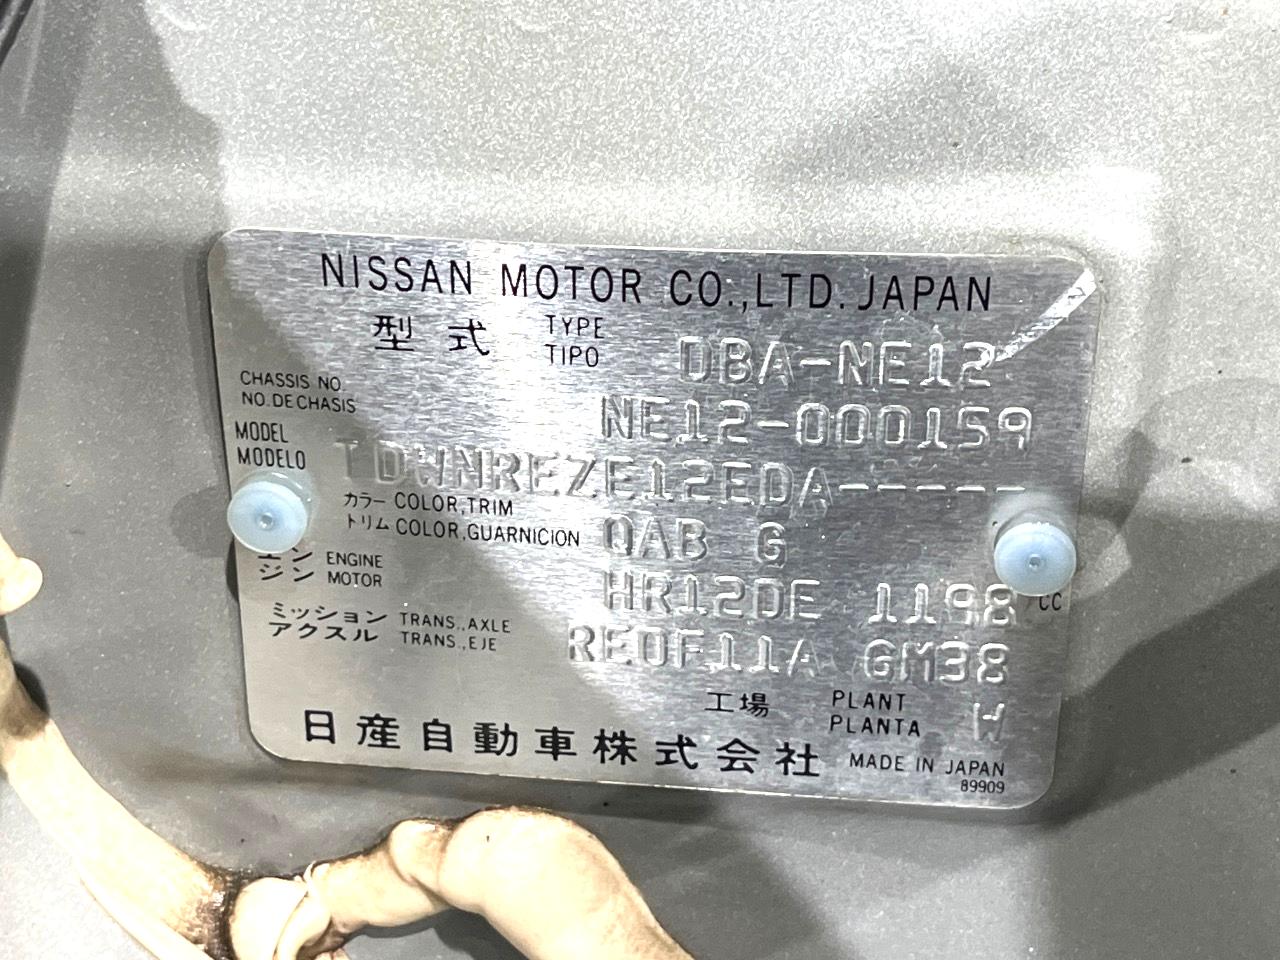 NISSAN MOTOR CO.,LTD. JAPAN
型式 TYPE TIPO DBA-NE12
CHASSIS NO. NO.DE CHASIS NE12-000159
MODEL MODELO TDWNREZE12EDA-----
カラー COLOR,TRIM
トリム COLOR,GUARNICION QAB G
エンジン ENGINE MOTOR HR12DE 1198 CC
ミッション TRANS.,AXLE
アクスル TRANS.,EJE RE0F11A GM38
工場 PLANT PLANTA W
日産自動車株式会社 MADE IN JAPAN
89909